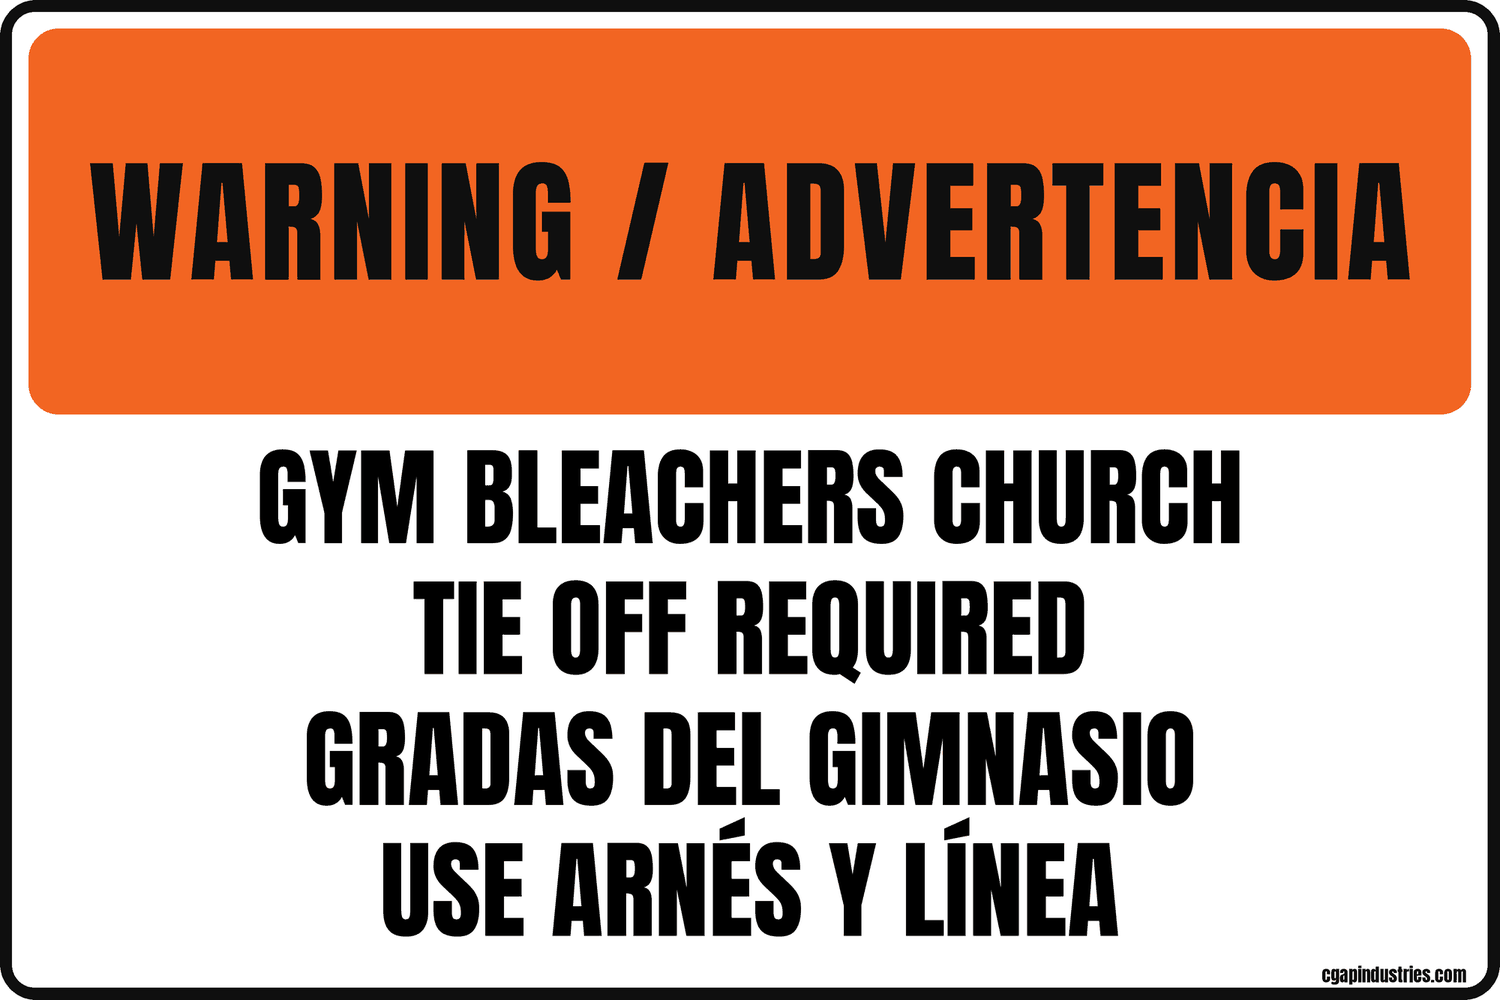 WARNING / ADVERTENCIA
GYM BLEACHERS CHURCH
TIE OFF REQUIRED
GRADAS DEL GIMNASIO
USE ARNÉS Y LÍNEA
cgapindustries.com